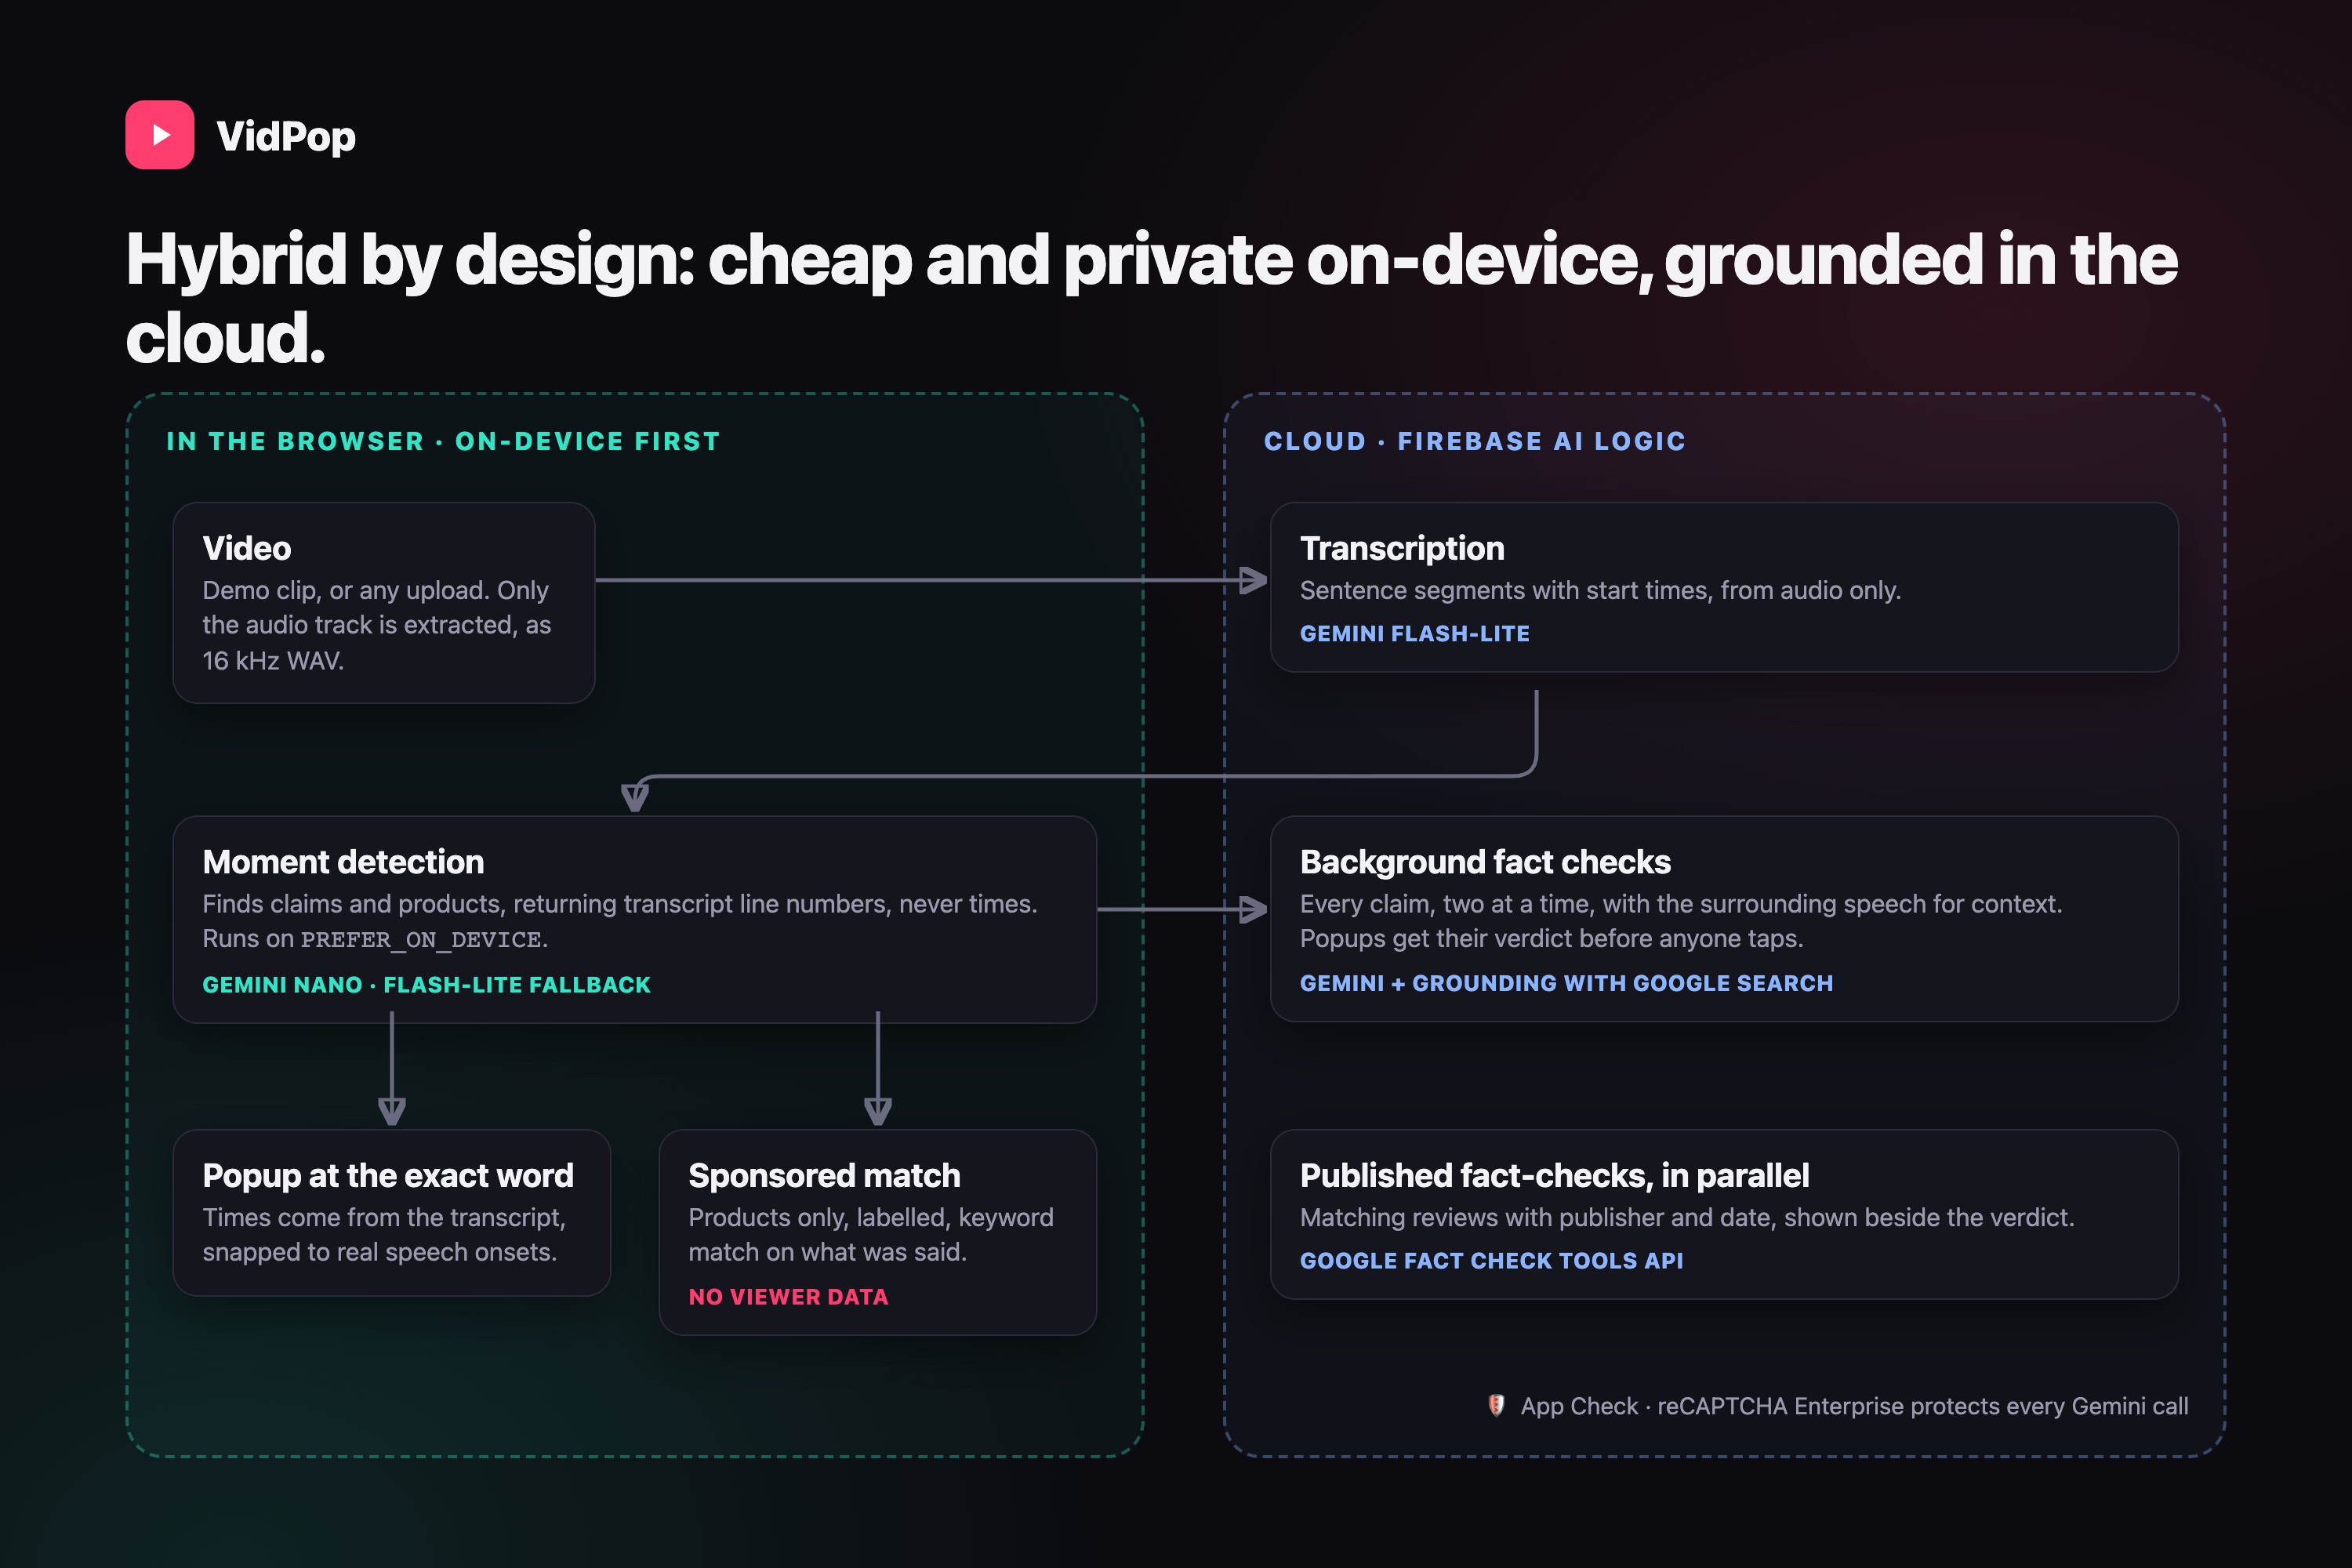 VidPop
Hybrid by design: cheap and private on-device, grounded in the
cloud.
IN THE BROWSER · ON-DEVICE FIRST
Video
Demo clip, or any upload. Only
the audio track is extracted, as
16 kHz WAV.
Moment detection
Finds claims and products, returning transcript line numbers, never times.
Runs on PREFER_ON_DEVICE.
GEMINI NANO · FLASH-LITE FALLBACK
Popup at the exact word
Times come from the transcript,
snapped to real speech onsets.
Sponsored match
Products only, labelled, keyword
match on what was said.
NO VIEWER DATA
CLOUD · FIREBASE AI LOGIC
Transcription
Sentence segments with start times, from audio only.
GEMINI FLASH-LITE
Background fact checks
Every claim, two at a time, with the surrounding speech for context.
Popups get their verdict before anyone taps.
GEMINI + GROUNDING WITH GOOGLE SEARCH
Published fact-checks, in parallel
Matching reviews with publisher and date, shown beside the verdict.
GOOGLE FACT CHECK TOOLS API
App Check · reCAPTCHA Enterprise protects every Gemini call